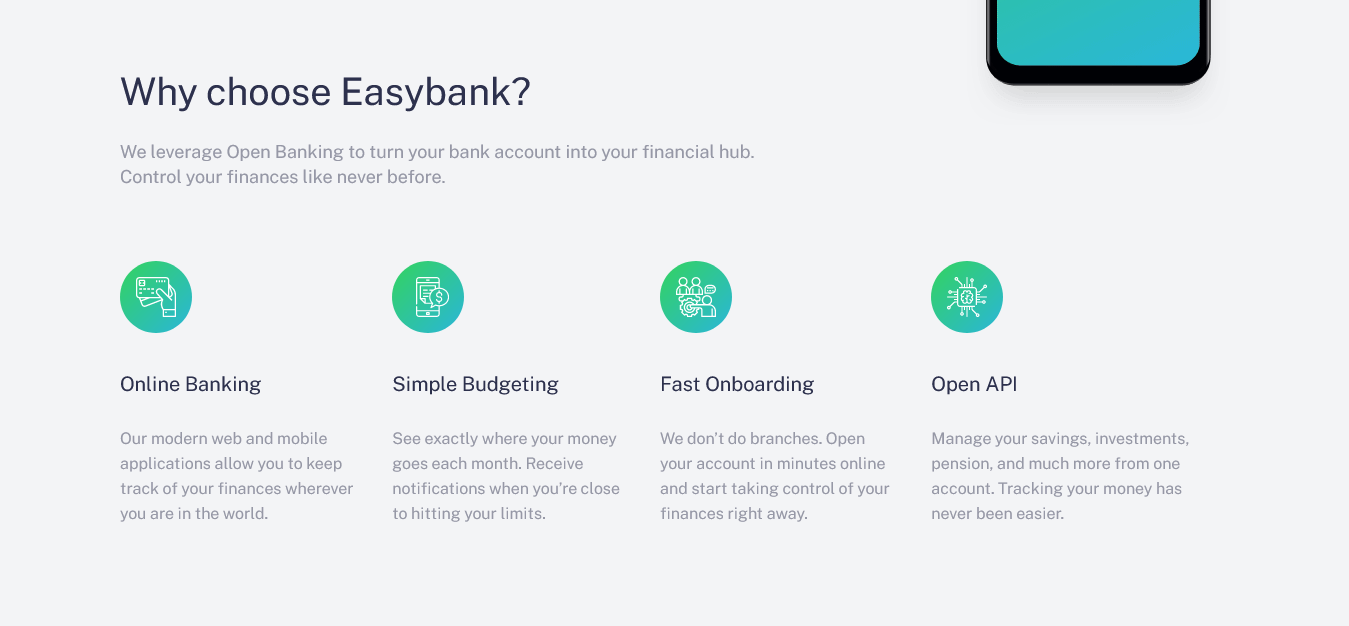 Why choose Easybank?
We leverage Open Banking to turn your bank account into your financial hub.
Control your finances like never before.
Online Banking
Our modern web and mobile
applications allow you to keep
track of your finances wherever
you are in the world.
Simple Budgeting
See exactly where your money
goes each month. Receive
notifications when you’re close
to hitting your limits.
Fast Onboarding
We don’t do branches. Open
your account in minutes online
and start taking control of your
finances right away.
Open API
Manage your savings, investments,
pension, and much more from one
account. Tracking your money has
never been easier.